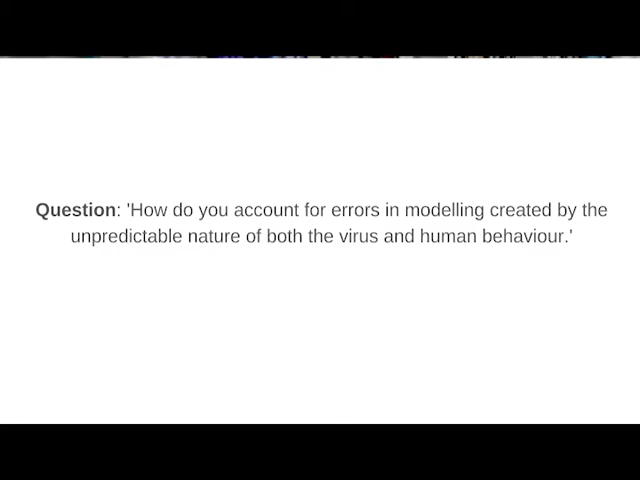 Question: 'How do you account for errors in modelling created by the
unpredictable nature of both the virus and human behaviour.'